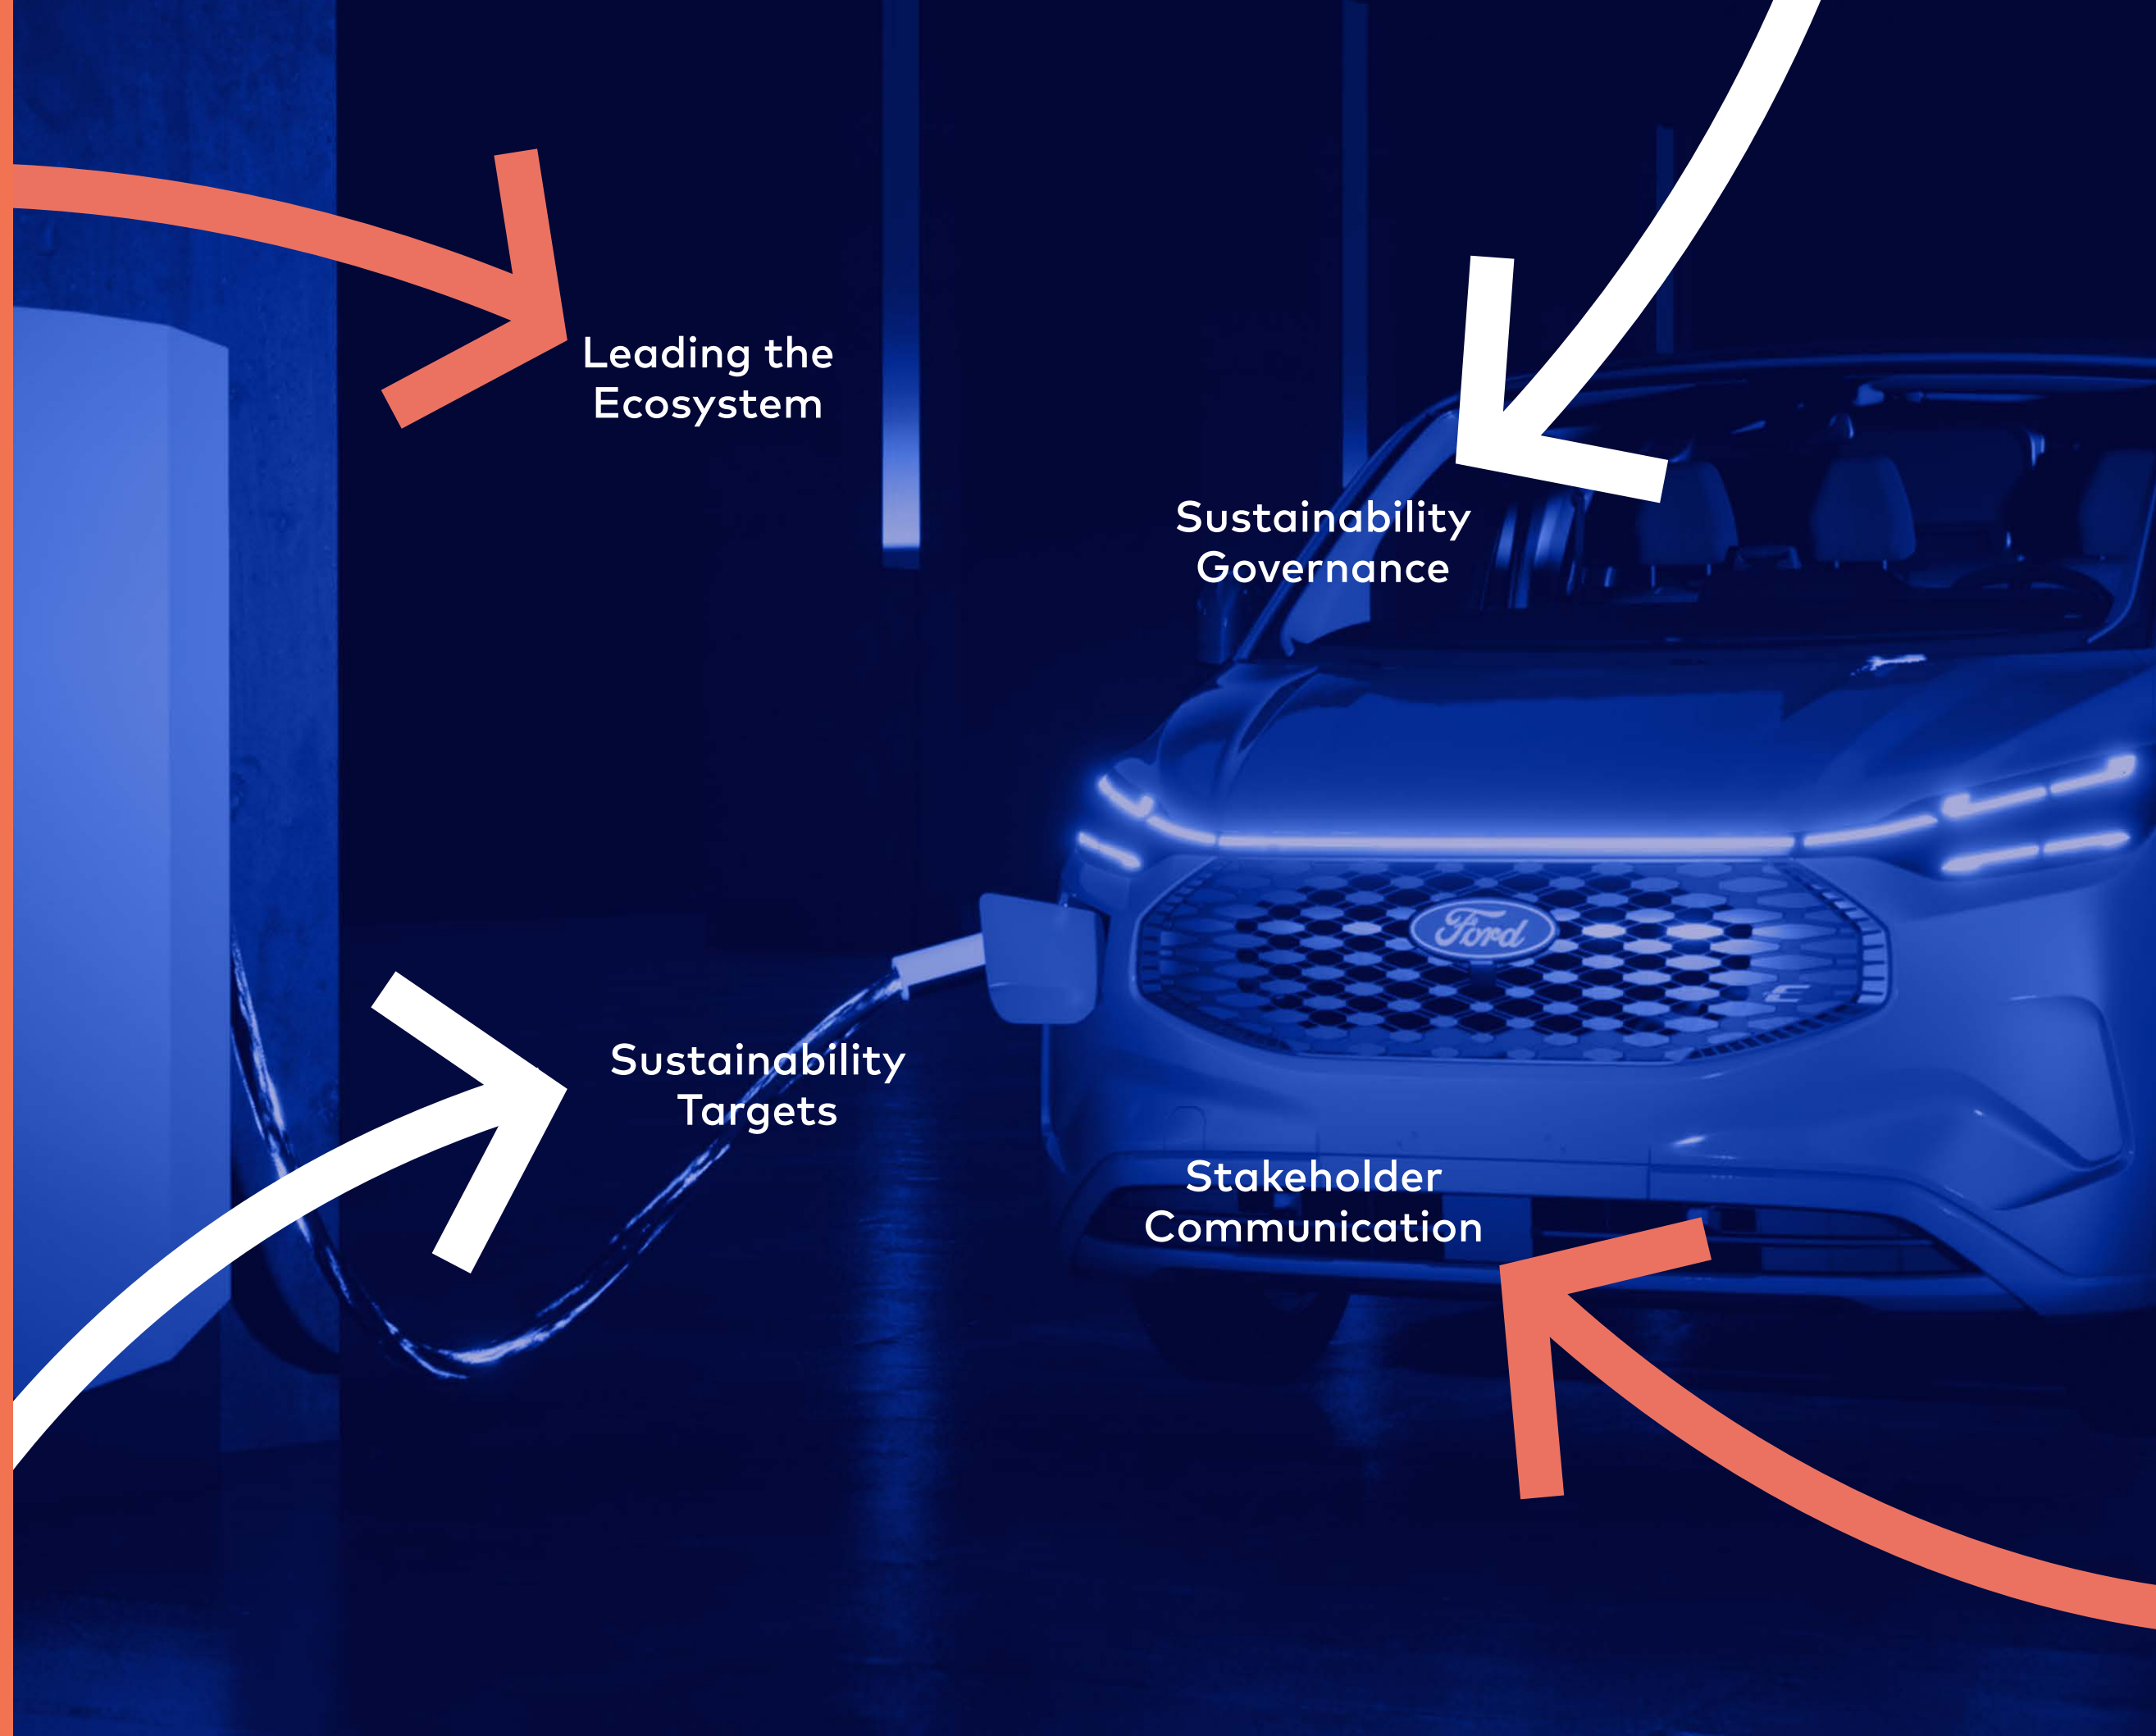 Leading the
Ecosystem
Sustainability
Governance
Ford
E
Sustainability
Targets
Stakeholder
Communication